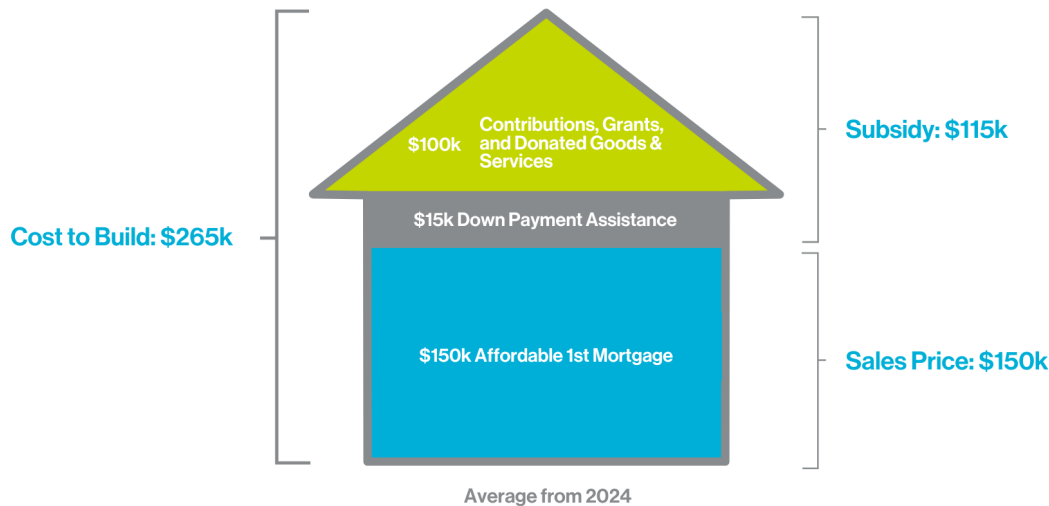 Cost to Build: $265k
$100k
Contributions, Grants,
and Donated Goods &
Services
$15k Down Payment Assistance
$150k Affordable 1st Mortgage
Subsidy: $115k
Sales Price: $150k
Average from 2024